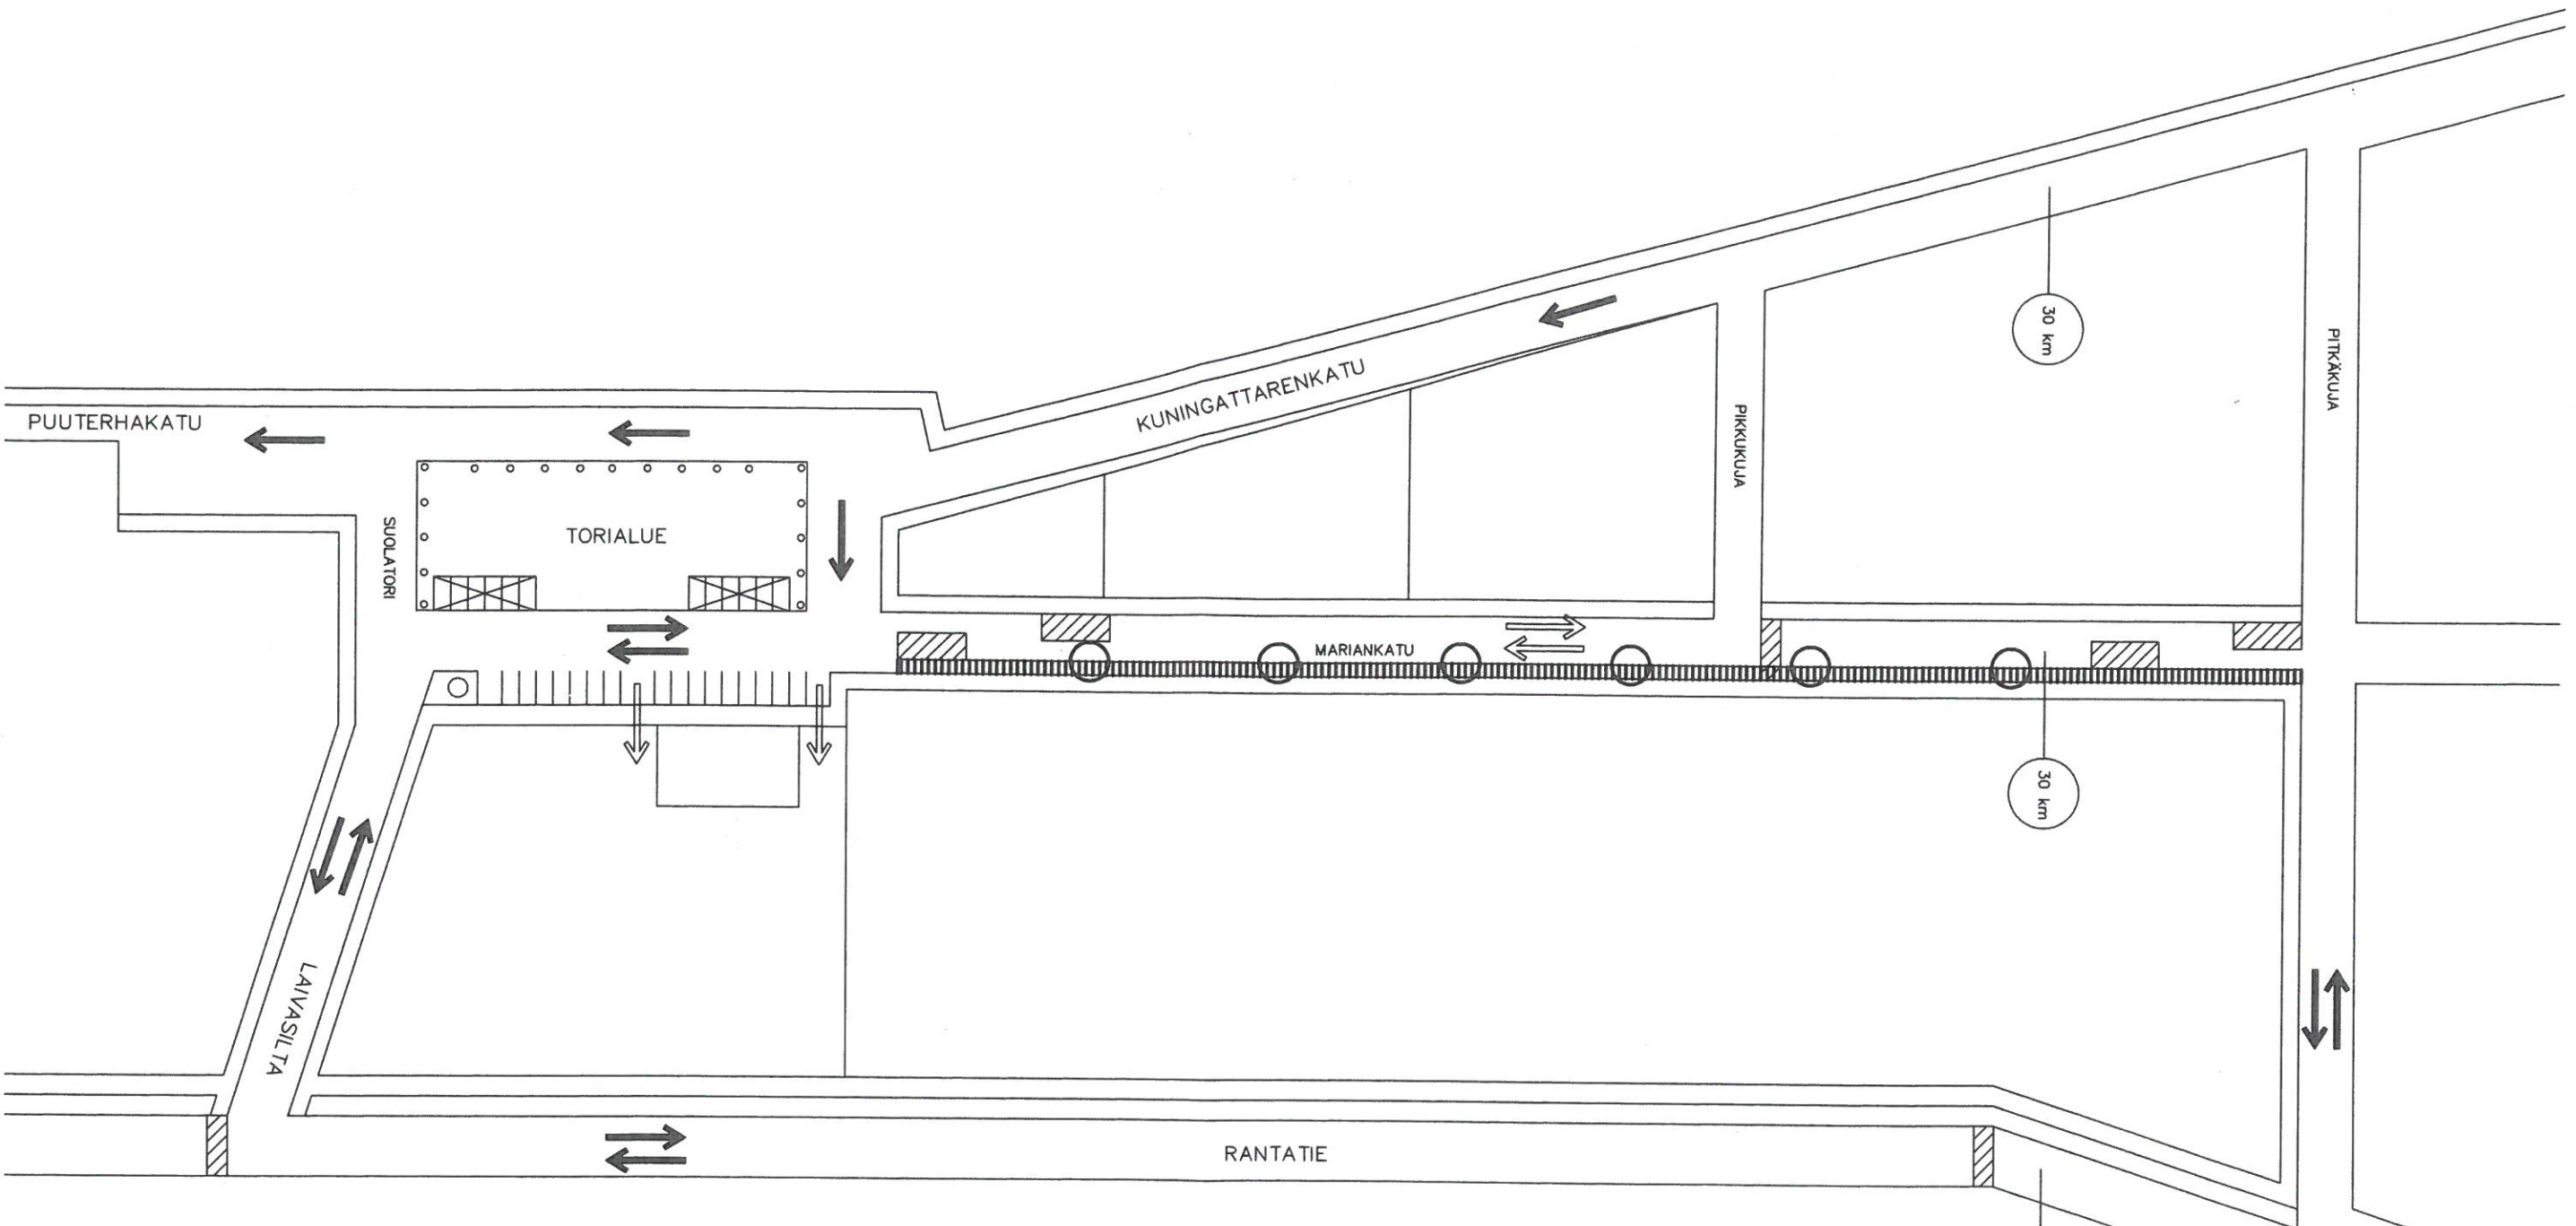 30 km
PITKÄKUJA
KUNINGATTARENKATU
PIKKUKUJA
PUUTERHAKATU
SUOLATORI
TORIALUE
MARIANKATU
30 km
LAIVASILTA
RANTATIE